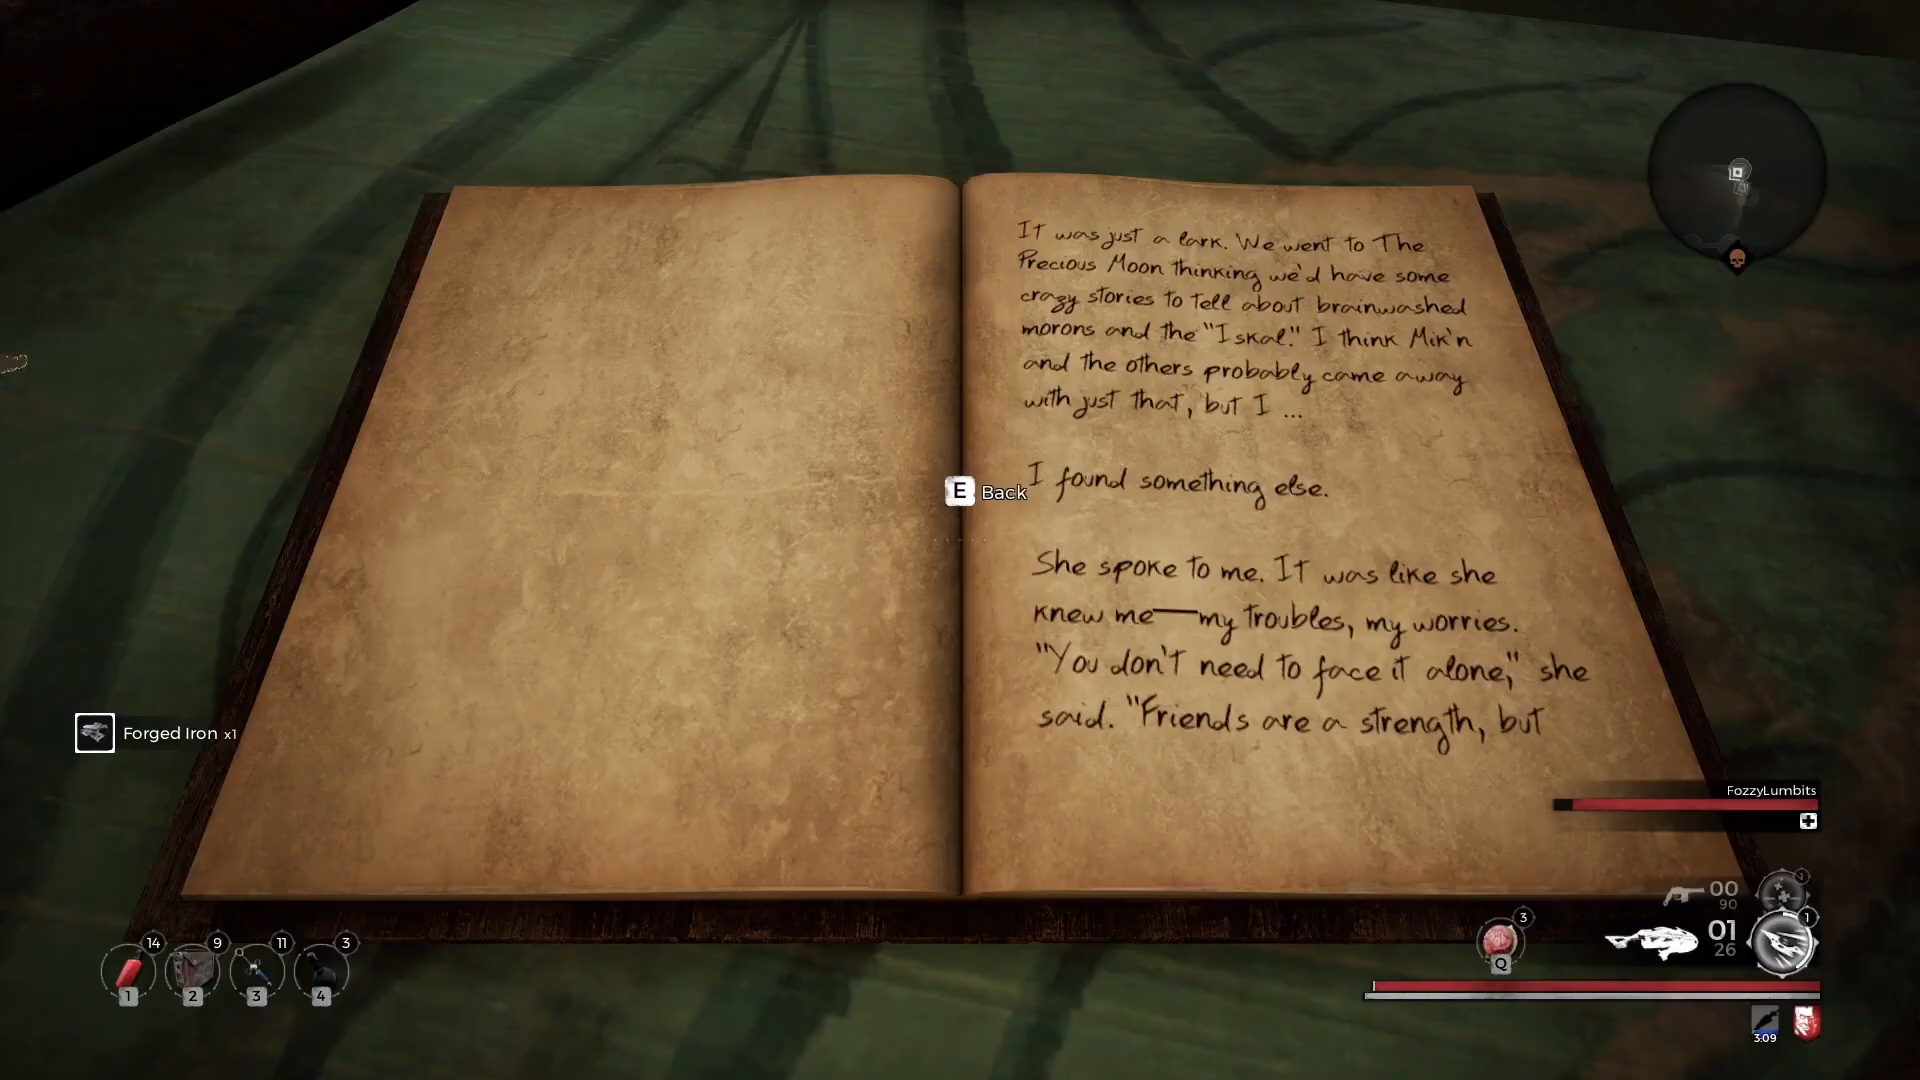 It was just a lark. We went to The
Precious Moon thinking we'd have some
crazy stories to tell about brainwashed
morons and the "Iskal." I think Mik'n
and the others probably came away
with just that, but I ...
I found something else.
E Back
She spoke to me. It was like she
knew me—my troubles, my worries.
"You don't need to face it alone," she
said. "Friends are a strength, but
Forged Iron x1
FozzyLumbits
00
90
01
26
1
3
Q
14
9
11
3
1
2
3
4
3:09